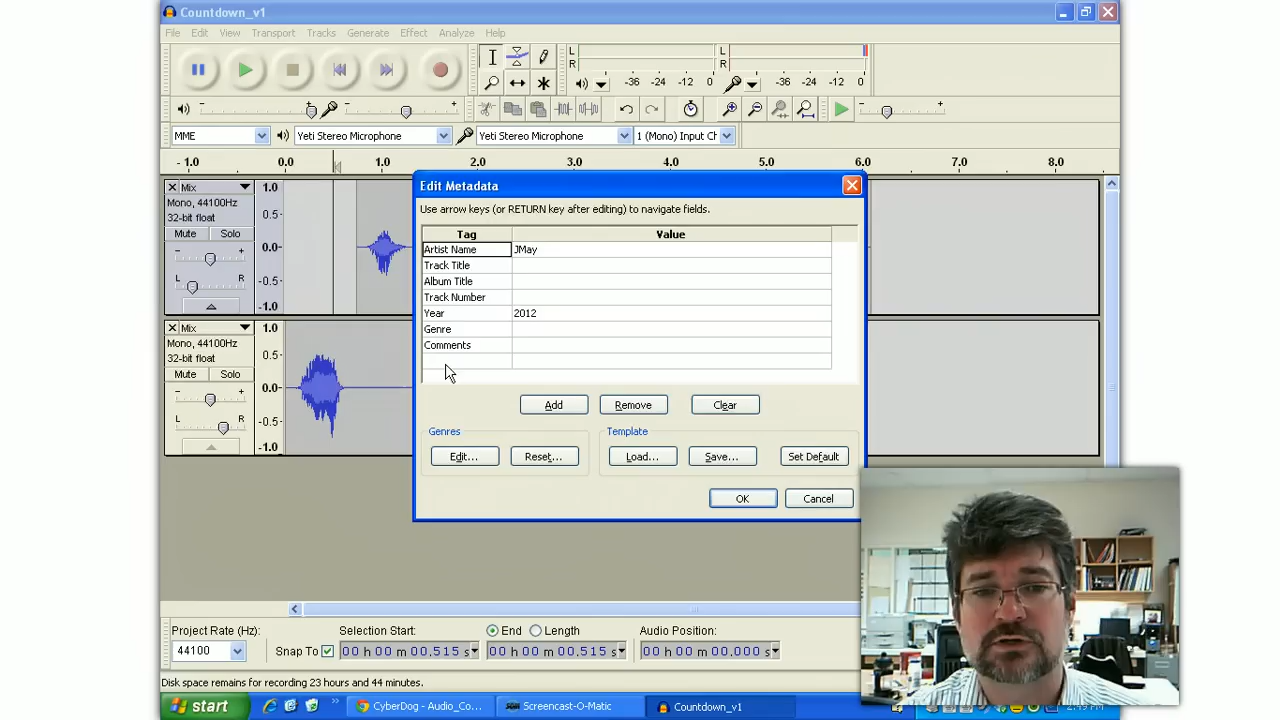 Countdown_v1
File Edit View Transport Tracks Generate Effect Analyze Help
L R -36 -24 -12 0 L R -36 -24 -12 0
MME Yeti Stereo Microphone Yeti Stereo Microphone 1 (Mono) Input Ch
- 1.0 0.0 1.0 2.0 3.0 4.0 5.0 6.0 7.0 8.0
Mix 1.0
Mono, 44100Hz
32-bit float 0.5
Mute Solo
- + 0.0
L R -0.5
-1.0
Mix 1.0
Mono, 44100Hz
32-bit float 0.5
Mute Solo
- + 0.0
L R -0.5
-1.0
Edit Metadata
Use arrow keys (or RETURN key after editing) to navigate fields.
Tag Value
Artist Name JMay
Track Title
Album Title
Track Number
Year 2012
Genre
Comments
Add Remove Clear
Genres Template
Edit... Reset... Load... Save... Set Default
OK Cancel
Project Rate (Hz): Selection Start: End Length Audio Position:
44100 Snap To 00 h 00 m 00.515 s 00 h 00 m 00.515 s 00 h 00 m 00.000 s
Disk space remains for recording 23 hours and 44 minutes.
start CyberDog - Audio_Co... Screencast-O-Matic Countdown_v1 2:49 PM